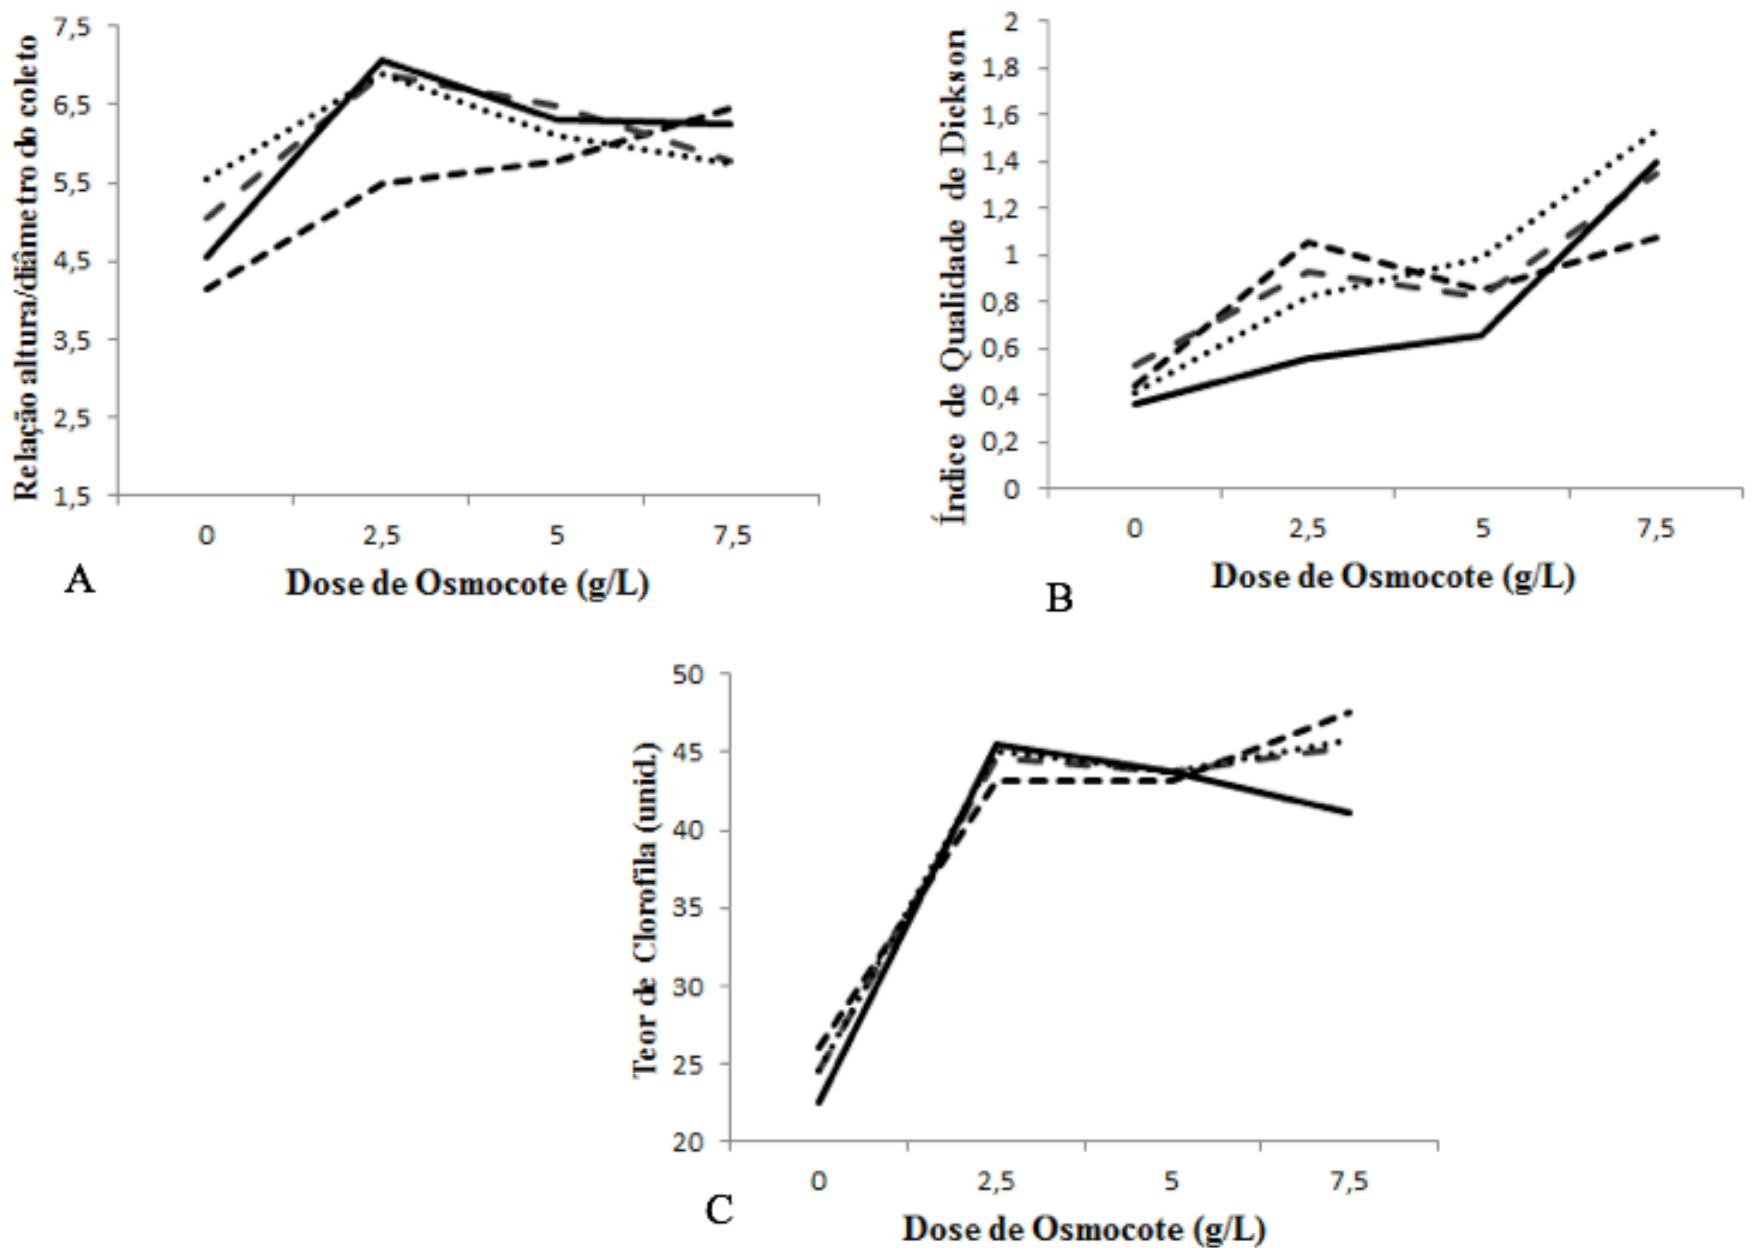 Relação altura/diâmetro do coleto
7,5
6,5
5,5
4,5
3,5
2,5
1,5
0 2,5 5 7,5
Dose de Osmocote (g/L)
A
Índice de Qualidade de Dickson
2
1,8
1,6
1,4
1,2
1
0,8
0,6
0,4
0,2
0
0 2,5 5 7,5
Dose de Osmocote (g/L)
B
Teor de Clorofila (unid.)
50
45
40
35
30
25
20
0 2,5 5 7,5
Dose de Osmocote (g/L)
C